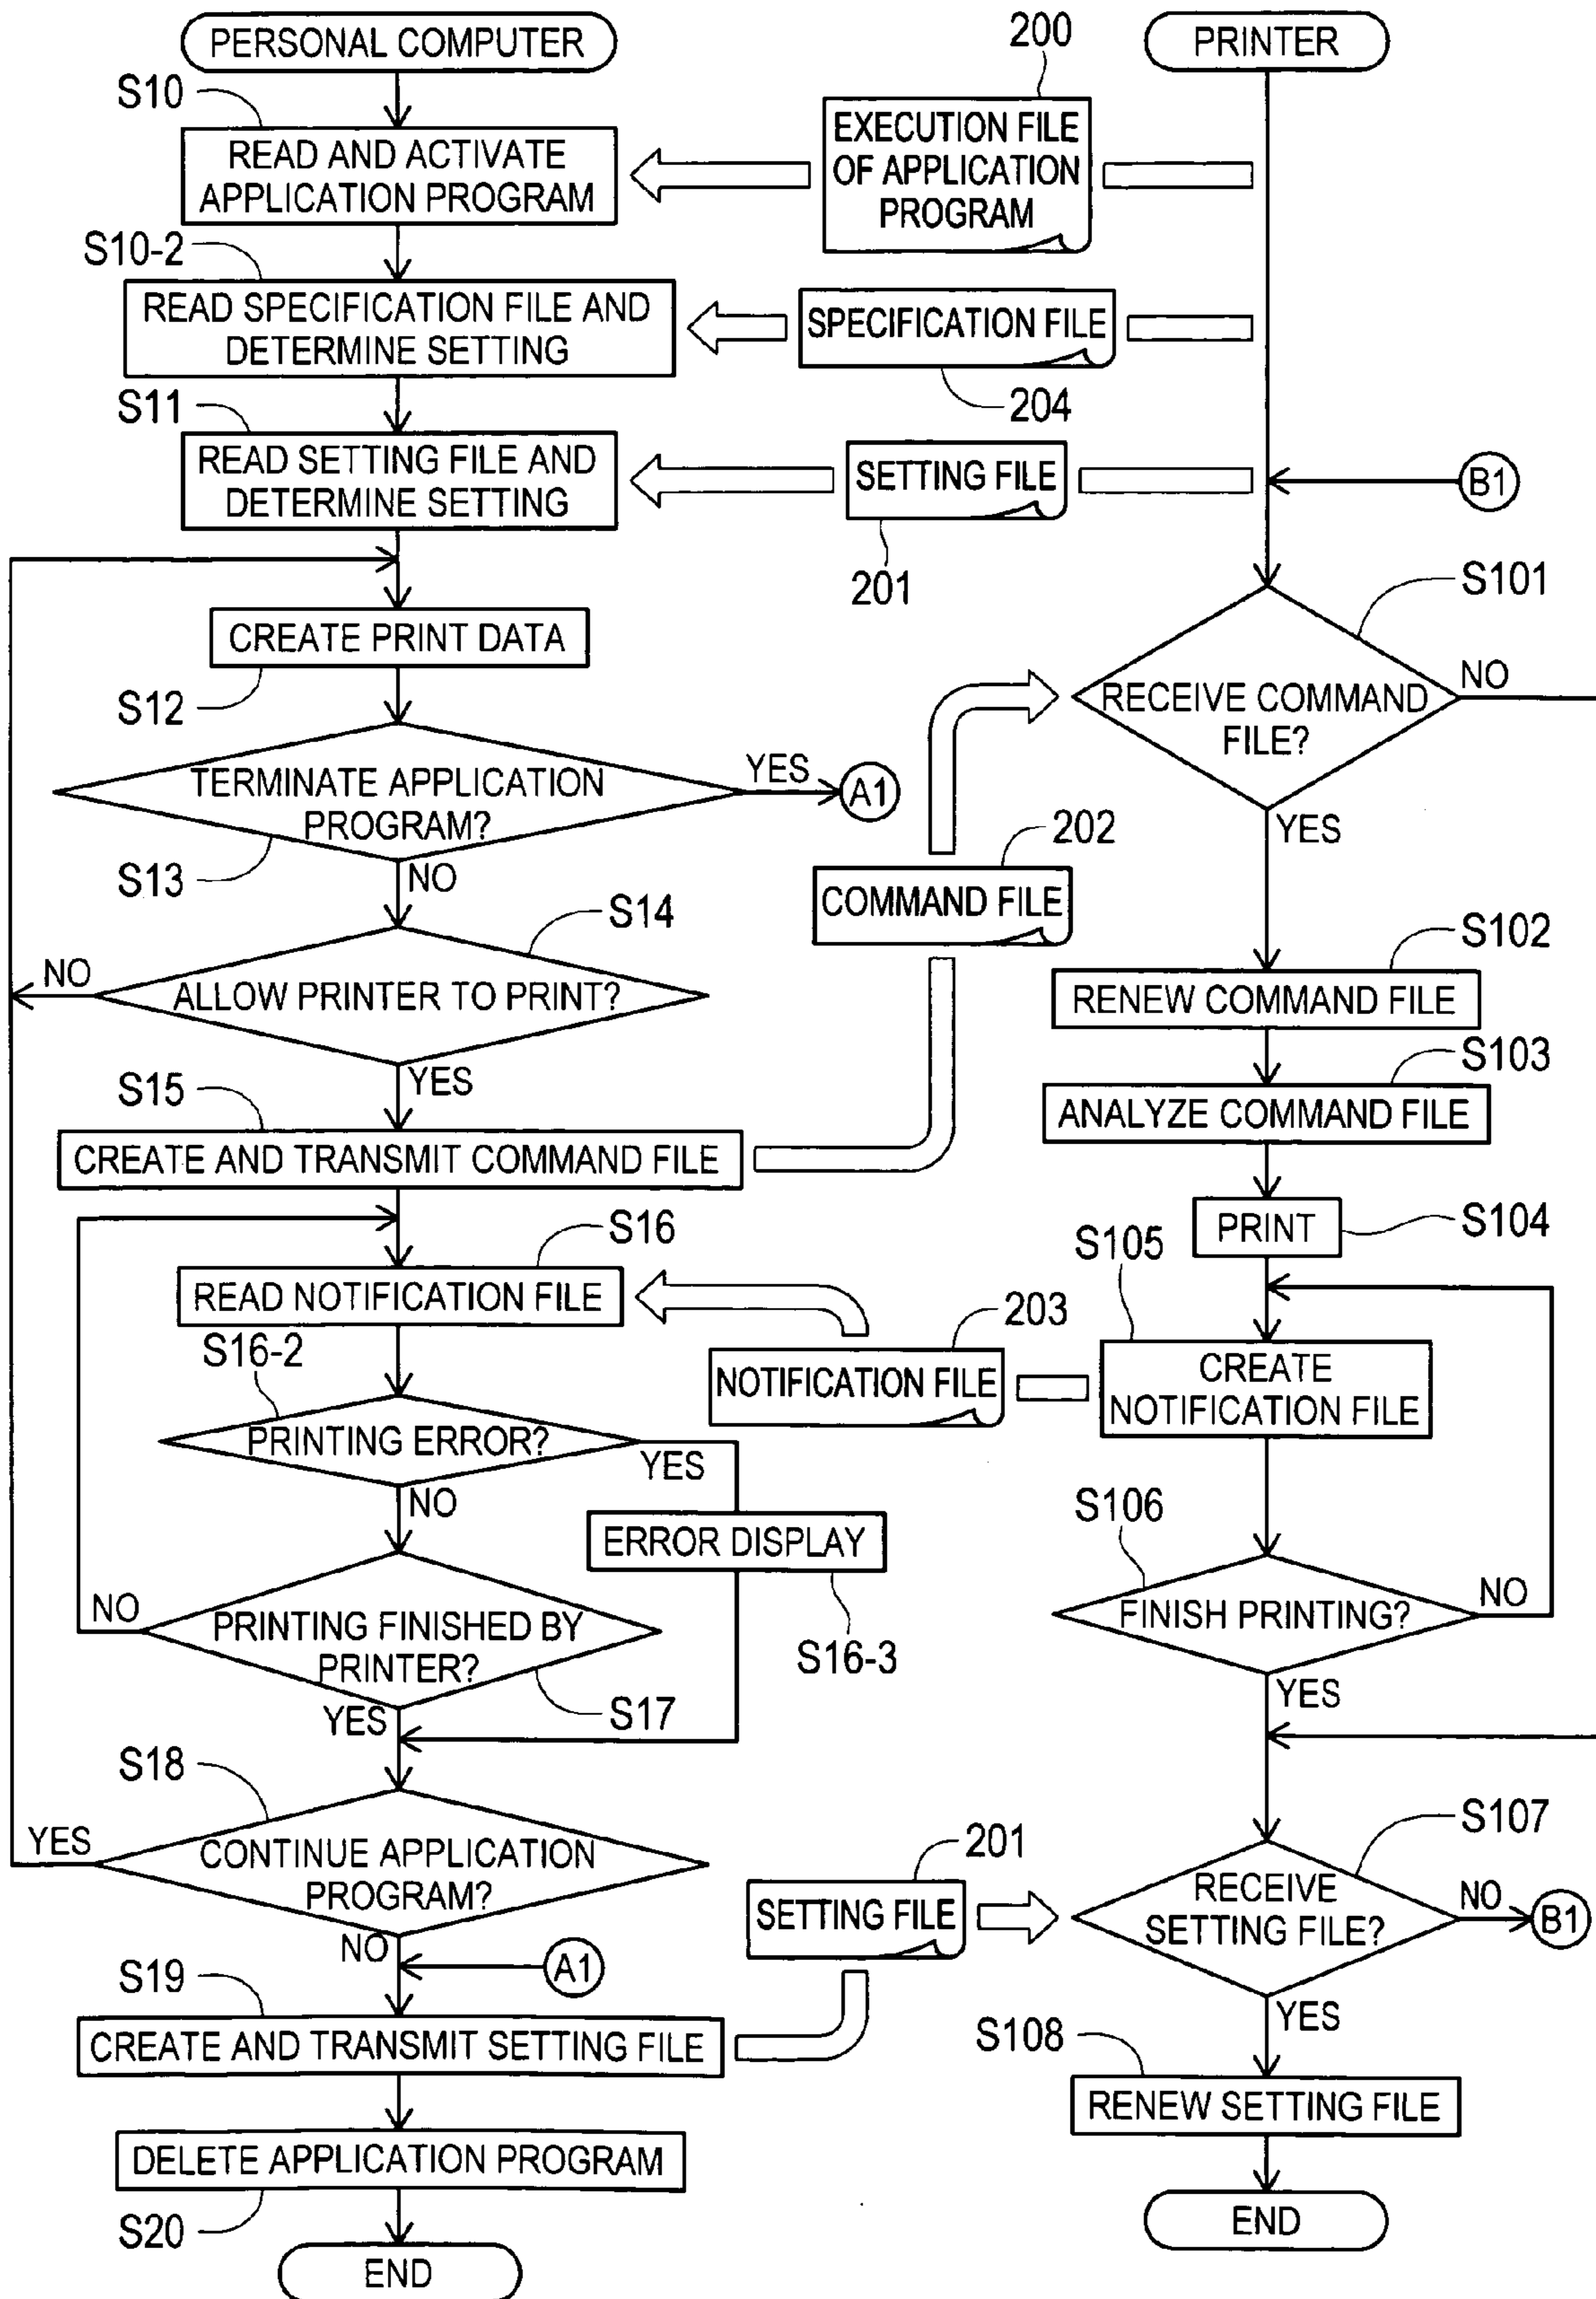 PERSONAL COMPUTER
200
PRINTER
S10
READ AND ACTIVATE
APPLICATION PROGRAM
EXECUTION FILE
OF APPLICATION
PROGRAM
S10-2
READ SPECIFICATION FILE AND
DETERMINE SETTING
SPECIFICATION FILE
204
S11
READ SETTING FILE AND
DETERMINE SETTING
SETTING FILE
201
B1
CREATE PRINT DATA
S12
S101
RECEIVE COMMAND
FILE?
NO
YES
TERMINATE APPLICATION
PROGRAM?
YES
A1
S13
NO
202
COMMAND FILE
S14
NO
ALLOW PRINTER TO PRINT?
YES
S102
RENEW COMMAND FILE
S103
ANALYZE COMMAND FILE
S15
CREATE AND TRANSMIT COMMAND FILE
PRINT
S104
S16
READ NOTIFICATION FILE
S105
CREATE
NOTIFICATION FILE
203
NOTIFICATION FILE
S16-2
PRINTING ERROR?
YES
NO
ERROR DISPLAY
S16-3
S106
FINISH PRINTING?
NO
YES
NO
PRINTING FINISHED BY
PRINTER?
S17
YES
S18
YES
CONTINUE APPLICATION
PROGRAM?
NO
201
SETTING FILE
S107
RECEIVE
SETTING FILE?
NO
B1
YES
A1
S19
CREATE AND TRANSMIT SETTING FILE
S108
RENEW SETTING FILE
DELETE APPLICATION PROGRAM
S20
END
END